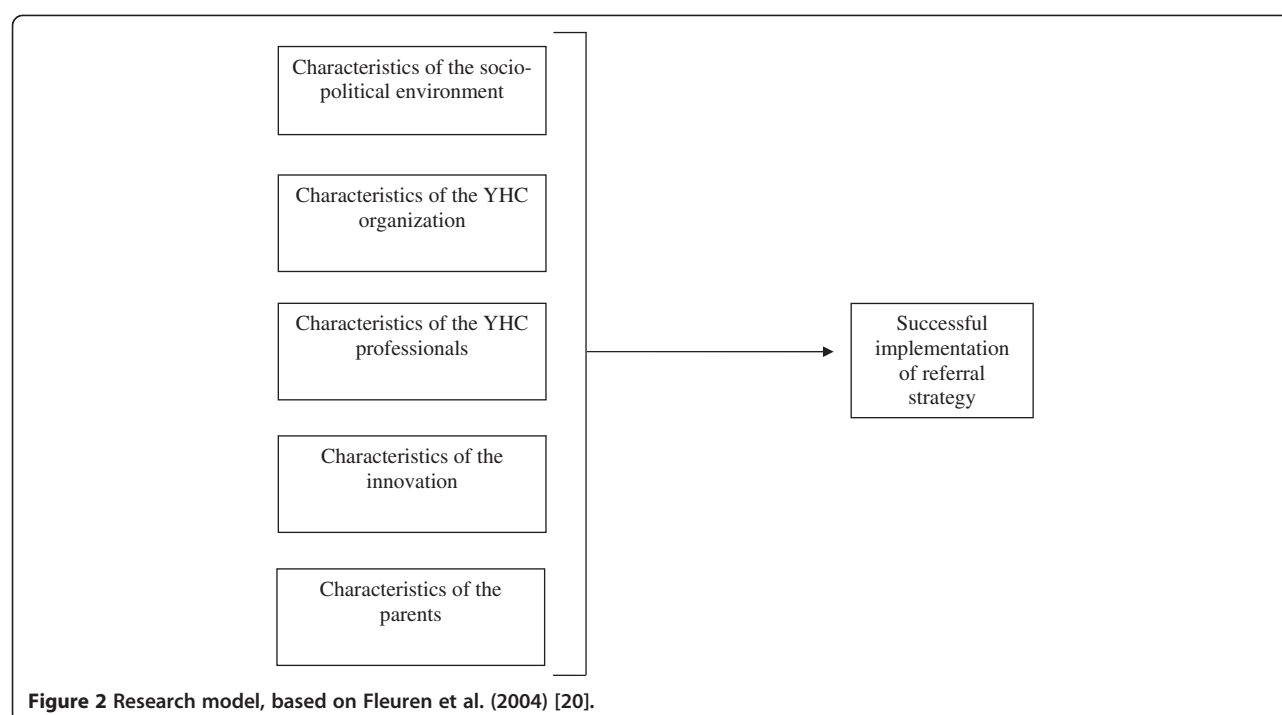 Characteristics of the socio-
political environment
Characteristics of the YHC
organization
Characteristics of the YHC
professionals
Characteristics of the
innovation
Characteristics of the
parents
Successful
implementation
of referral
strategy
Figure 2 Research model, based on Fleuren et al. (2004) [20].